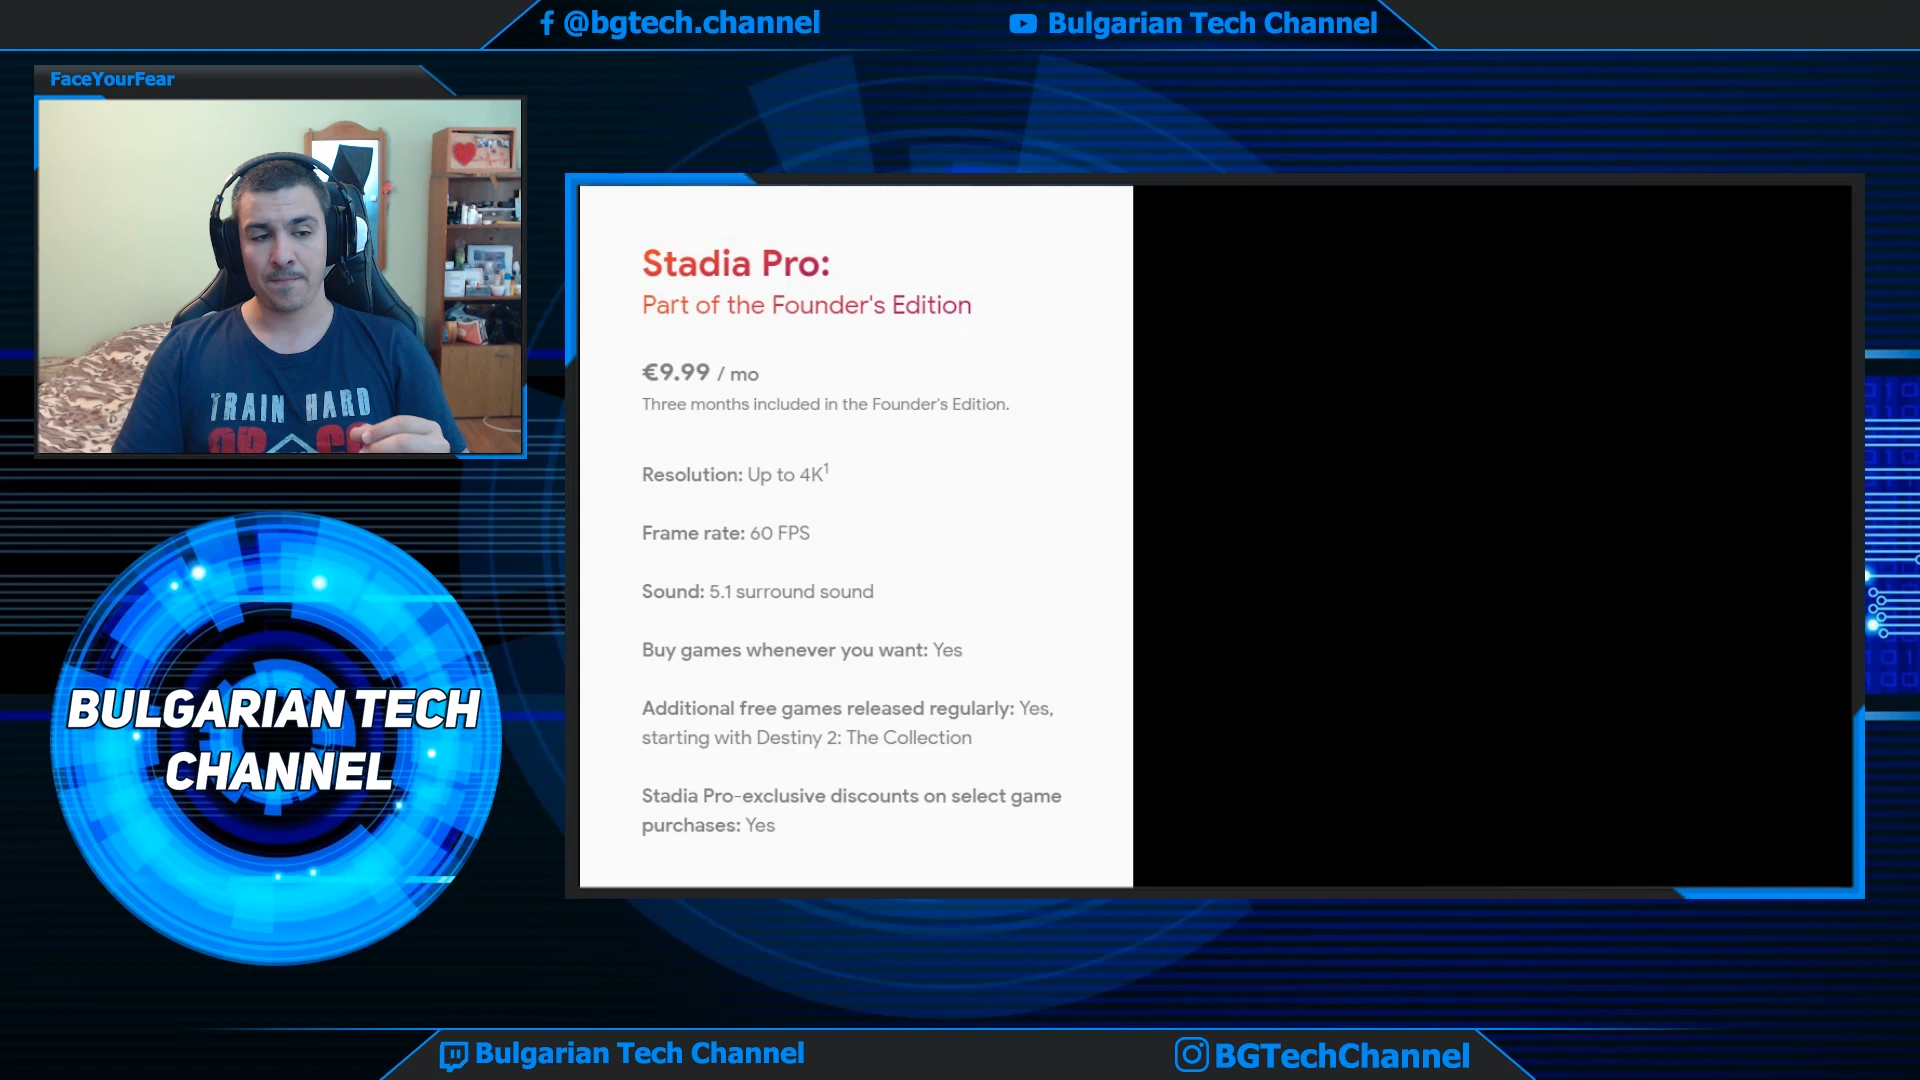 @bgtech.channel
Bulgarian Tech Channel
FaceYourFear
TRAIN HARD
Stadia Pro:
Part of the Founder's Edition
€9.99 / mo
Three months included in the Founder's Edition.
Resolution: Up to 4K¹
Frame rate: 60 FPS
Sound: 5.1 surround sound
Buy games whenever you want: Yes
Additional free games released regularly: Yes,
starting with Destiny 2: The Collection
Stadia Pro-exclusive discounts on select game
purchases: Yes
BULGARIAN TECH
CHANNEL
Bulgarian Tech Channel
BGTechChannel